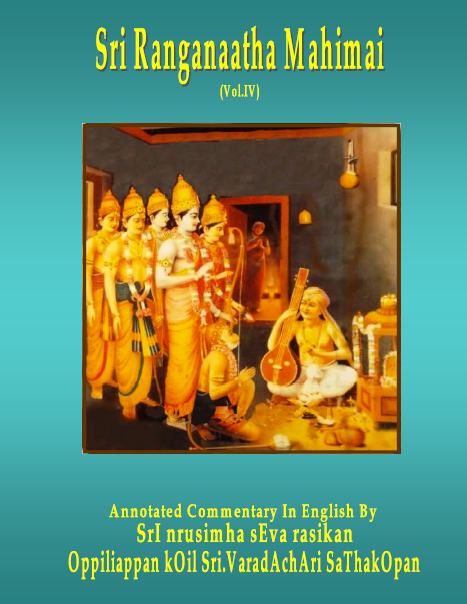 Sri Ranganaatha Mahimai
(Vol.IV)
Annotated Commentary In English By
SrI nrusimha sEva rasikan
Oppiliappan kOil Sri.VaradAchAri SaThakOpan